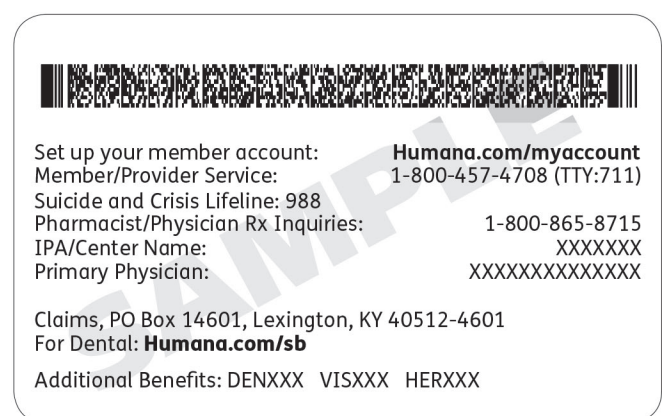 Set up your member account: Humana.com/myaccount
Member/Provider Service: 1-800-457-4708 (TTY:711)
Suicide and Crisis Lifeline: 988
Pharmacist/Physician Rx Inquiries: 1-800-865-8715
IPA/Center Name: XXXXXXX
Primary Physician: XXXXXXXXXXXXXX
Claims, PO Box 14601, Lexington, KY 40512-4601
For Dental: Humana.com/sb
Additional Benefits: DENXXX VISXXX HERXXX
SAMPLE